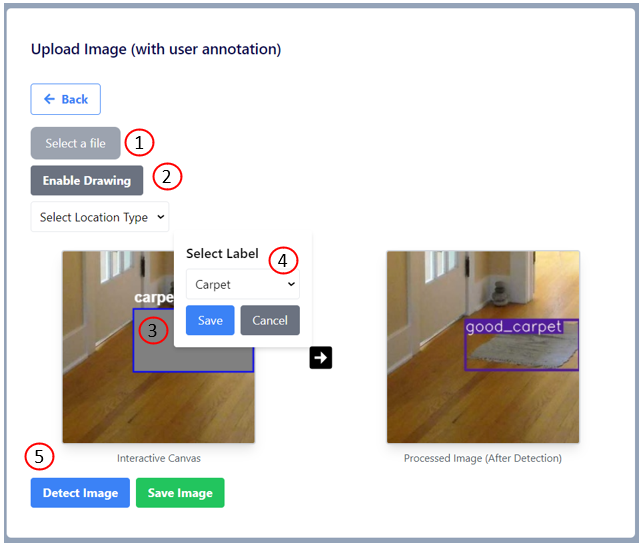 Upload Image (with user annotation)
← Back
Select a file
1
Enable Drawing
2
Select Location Type
Select Label
4
carpe
Carpet
3
Save
Cancel
good_carpet
Interactive Canvas
Processed Image (After Detection)
5
Detect Image
Save Image